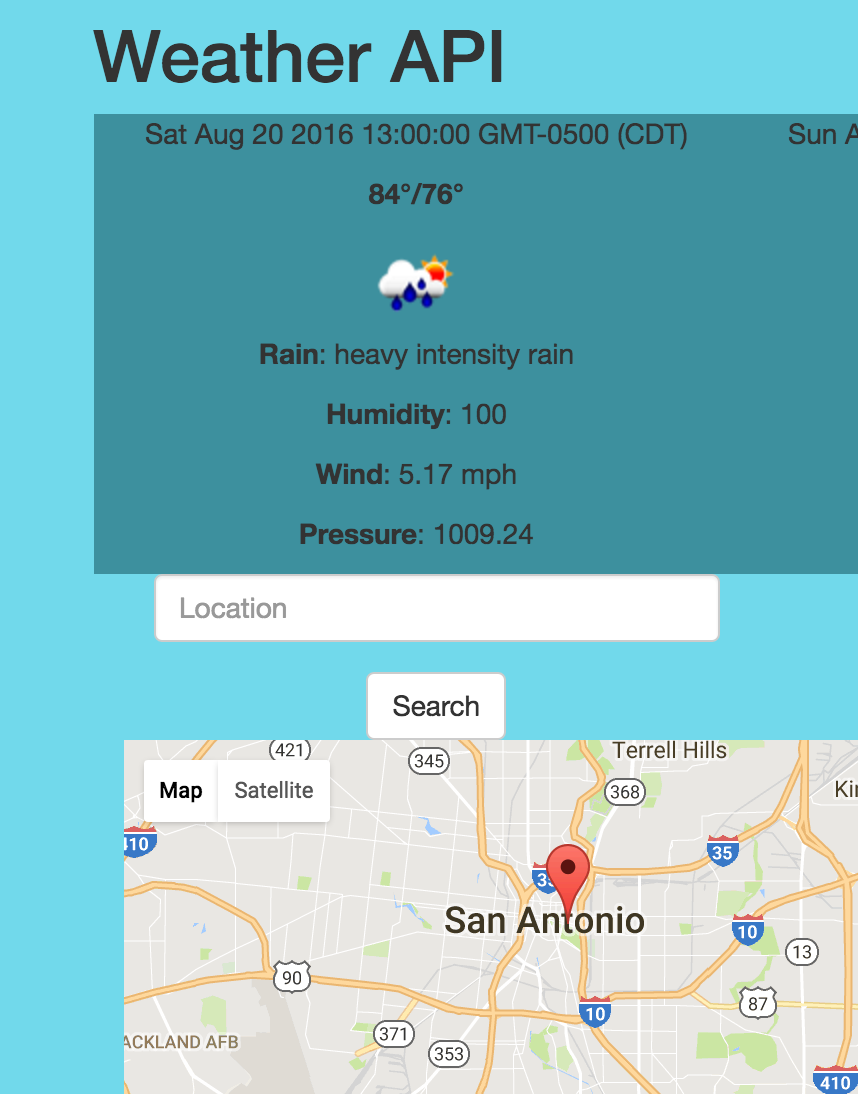 Weather API
Sat Aug 20 2016 13:00:00 GMT-0500 (CDT)
Sun A
84°/76°
Rain: heavy intensity rain
Humidity: 100
Wind: 5.17 mph
Pressure: 1009.24
Location
Search
Map Satellite
421
345
Terrell Hills
368
Kir
410
35
35
San Antonio
10
13
90
87
10
ACKLAND AFB
371
353
410